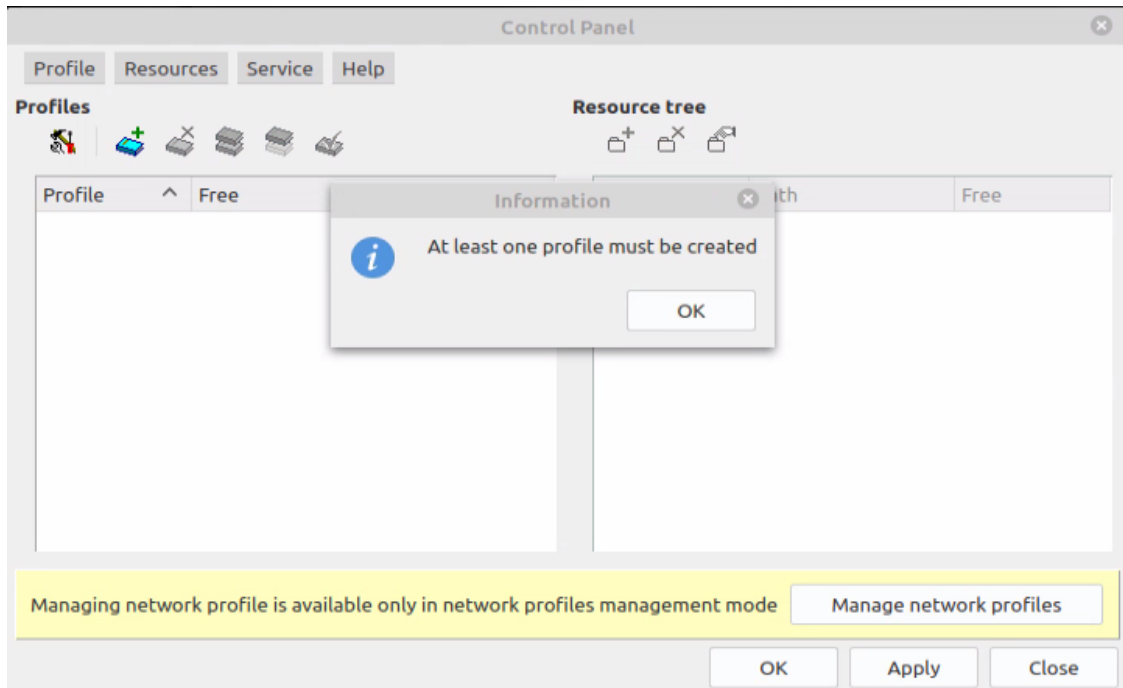 Control Panel
Profile Resources Service Help
Profiles
Resource tree
Profile Free
Free
Information
At least one profile must be created
OK
Managing network profile is available only in network profiles management mode
Manage network profiles
OK Apply Close